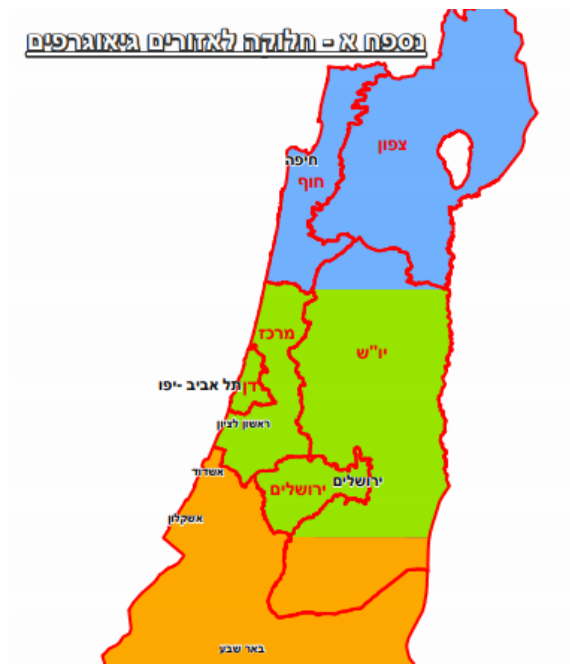 נספח א - חלוקה לאזורים גיאוגרפים
צפון
חיפה
חוף
מרכז
יו"ש
תל אביב -יפו
דן
ראשון לציון
אשדוד
ירושלים
ירושלים
אשקלון
באר שבע